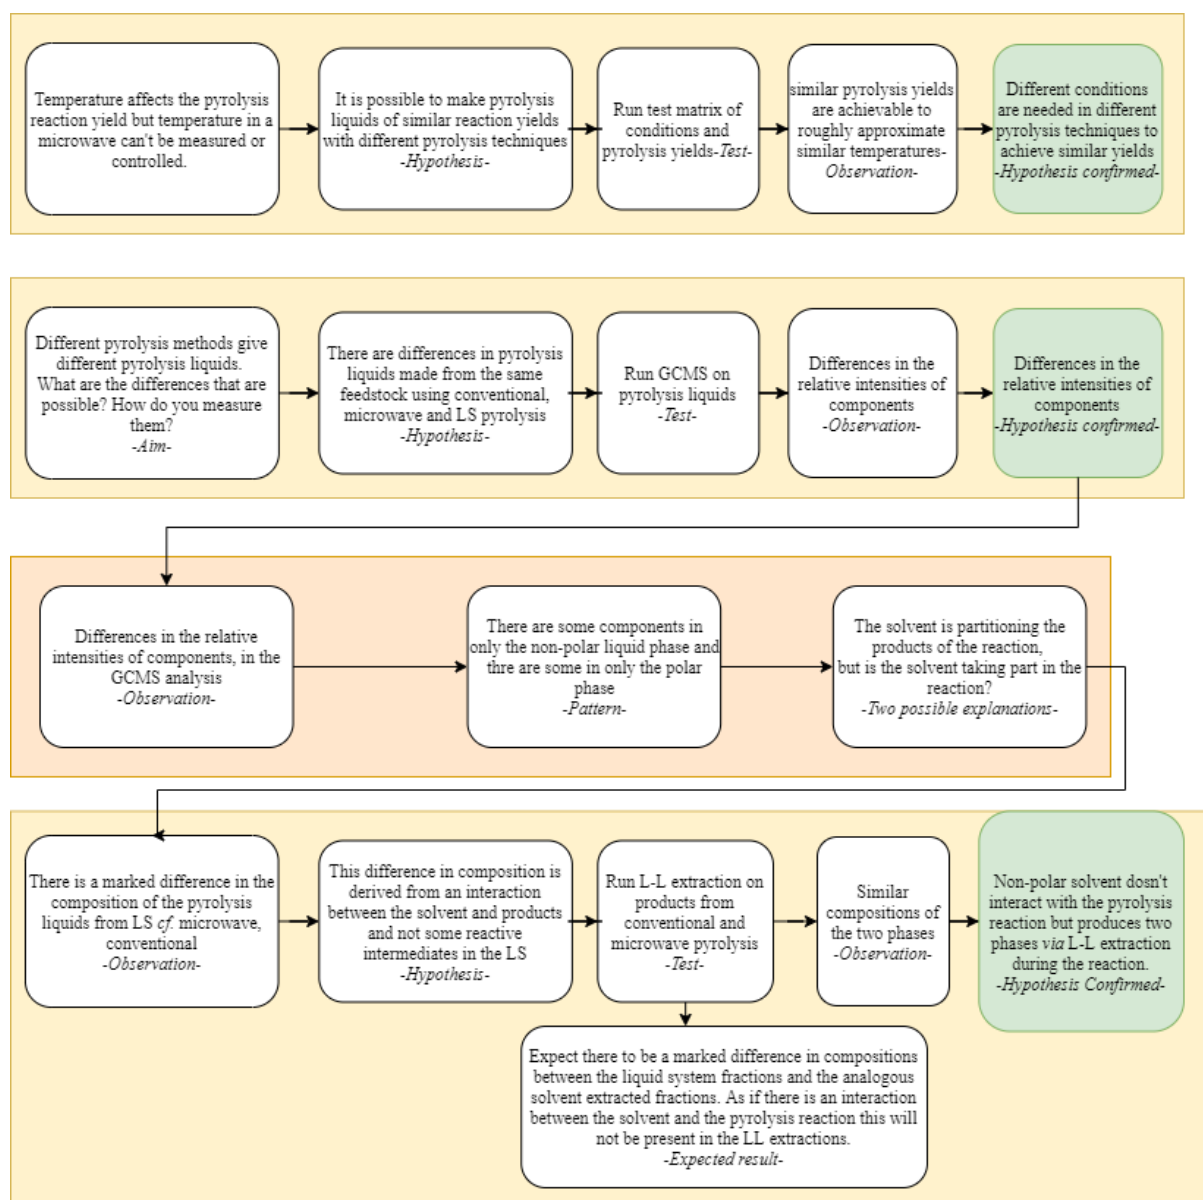 Temperature affects the pyrolysis
reaction yield but temperature in a
microwave can't be measured or
controlled.
It is possible to make pyrolysis
liquids of similar reaction yields
with different pyrolysis techniques
-Hypothesis-
Run test matrix of
conditions and
pyrolysis yields-Test-
similar pyrolysis yields
are achievable to
roughly approximate
similar temperatures-
Observation-
Different conditions
are needed in different
pyrolysis techniques to
achieve similar yields
-Hypothesis confirmed-
Different pyrolysis methods give
different pyrolysis liquids.
What are the differences that are
possible? How do you measure
them?
-Aim-
There are differences in pyrolysis
liquids made from the same
feedstock using conventional,
microwave and LS pyrolysis
-Hypothesis-
Run GCMS on
pyrolysis liquids
-Test-
Differences in the
relative intensities of
components
-Observation-
Differences in the
relative intensities of
components
-Hypothesis confirmed-
Differences in the relative
intensities of components, in the
GCMS analysis
-Observation-
There are some components in
only the non-polar liquid phase and
thre are some in only the polar
phase
-Pattern-
The solvent is partitioning the
products of the reaction,
but is the solvent taking part in the
reaction?
-Two possible explanations-
There is a marked difference in the
composition of the pyrolysis
liquids from LS cf. microwave,
conventional
-Observation-
This difference in composition is
derived from an interaction
between the solvent and products
and not some reactive
intermediates in the LS
-Hypothesis-
Run L-L extraction on
products from
conventional and
microwave pyrolysis
-Test-
Similar
compositions of
the two phases
-Observation-
Non-polar solvent dosn't
interact with the pyrolysis
reaction but produces two
phases via L-L extraction
during the reaction.
-Hypothesis Confirmed-
Expect there to be a marked difference in compositions
between the liquid system fractions and the analogous
solvent extracted fractions. As if there is an interaction
between the solvent and the pyrolysis reaction this will
not be present in the LL extractions.
-Expected result-